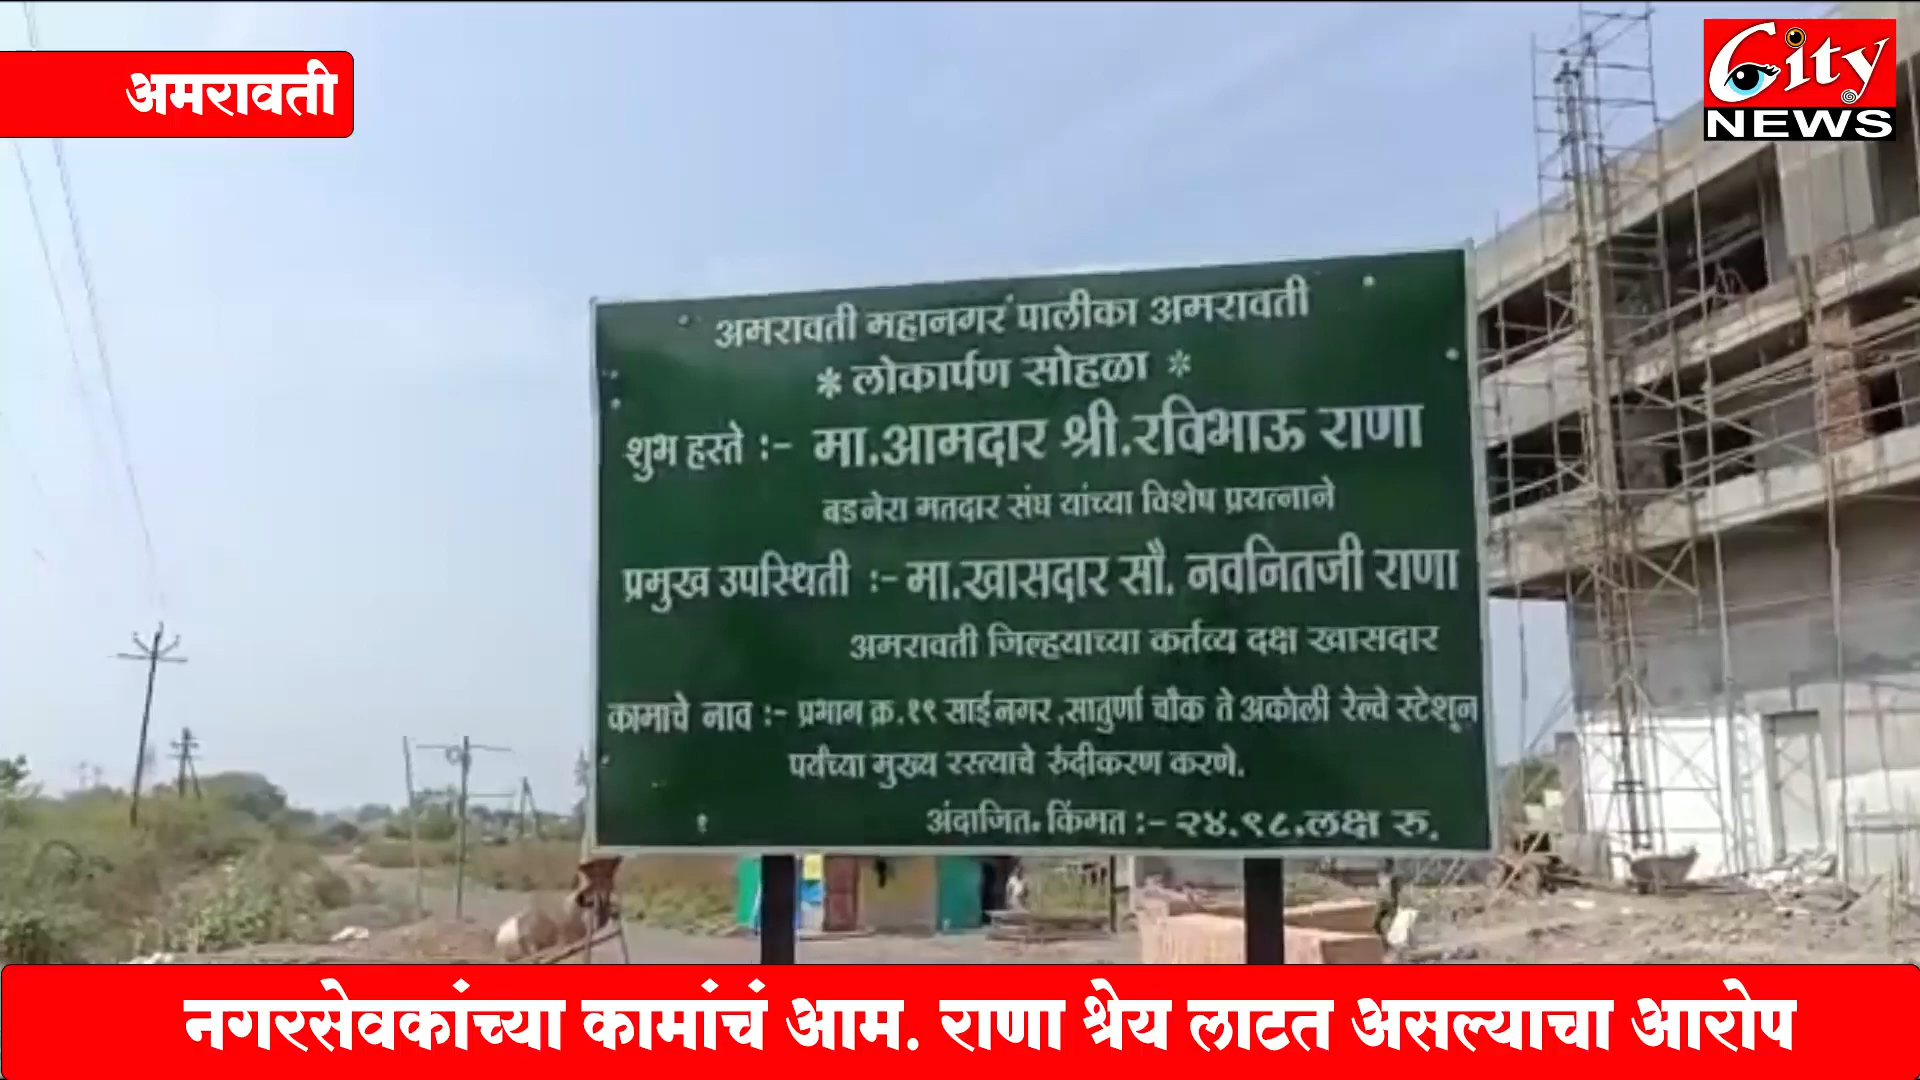 अमरावती
City
NEWS
अमरावती महानगर पालीका अमरावती
* लोकार्पण सोहळा *
शुभ हस्ते :- मा.आमदार श्री.रविभाऊ राणा
बडनेरा मतदार संघ यांच्या विशेष प्रयत्नाने
प्रमुख उपस्थिती :- मा.खासदार सौ. नवनितजी राणा
अमरावती जिल्हयाच्या कर्तव्य दक्ष खासदार
कामाचे नाव :- प्रभाग क्र.१९ साईनगर,सातुर्णा चौक ते अकोली रेल्वे स्टेशन
पर्यंच्या मुख्य रस्त्याचे रुंदीकरण करणे.
अंदाजित. किंमत :- २४.९८.लक्ष रु.
नगरसेवकांच्या कामांचं आम. राणा श्रेय लाटत असल्याचा आरोप